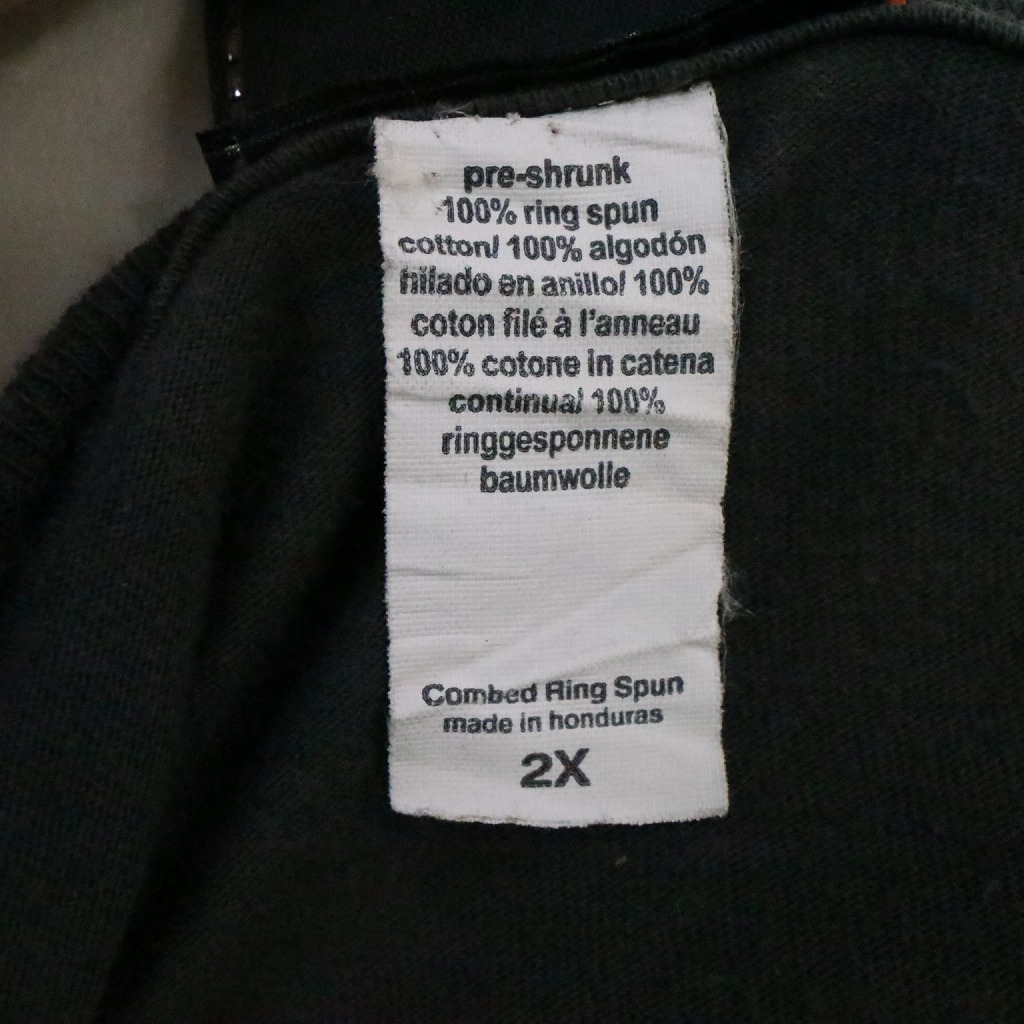 pre-shrunk
100% ring spun
cotton/ 100% algodón
hilado en anillo/ 100%
coton filé à l'anneau
100% cotone in catena
continua/ 100%
ringgesponnene
baumwolle
Combed Ring Spun
made in honduras
2X